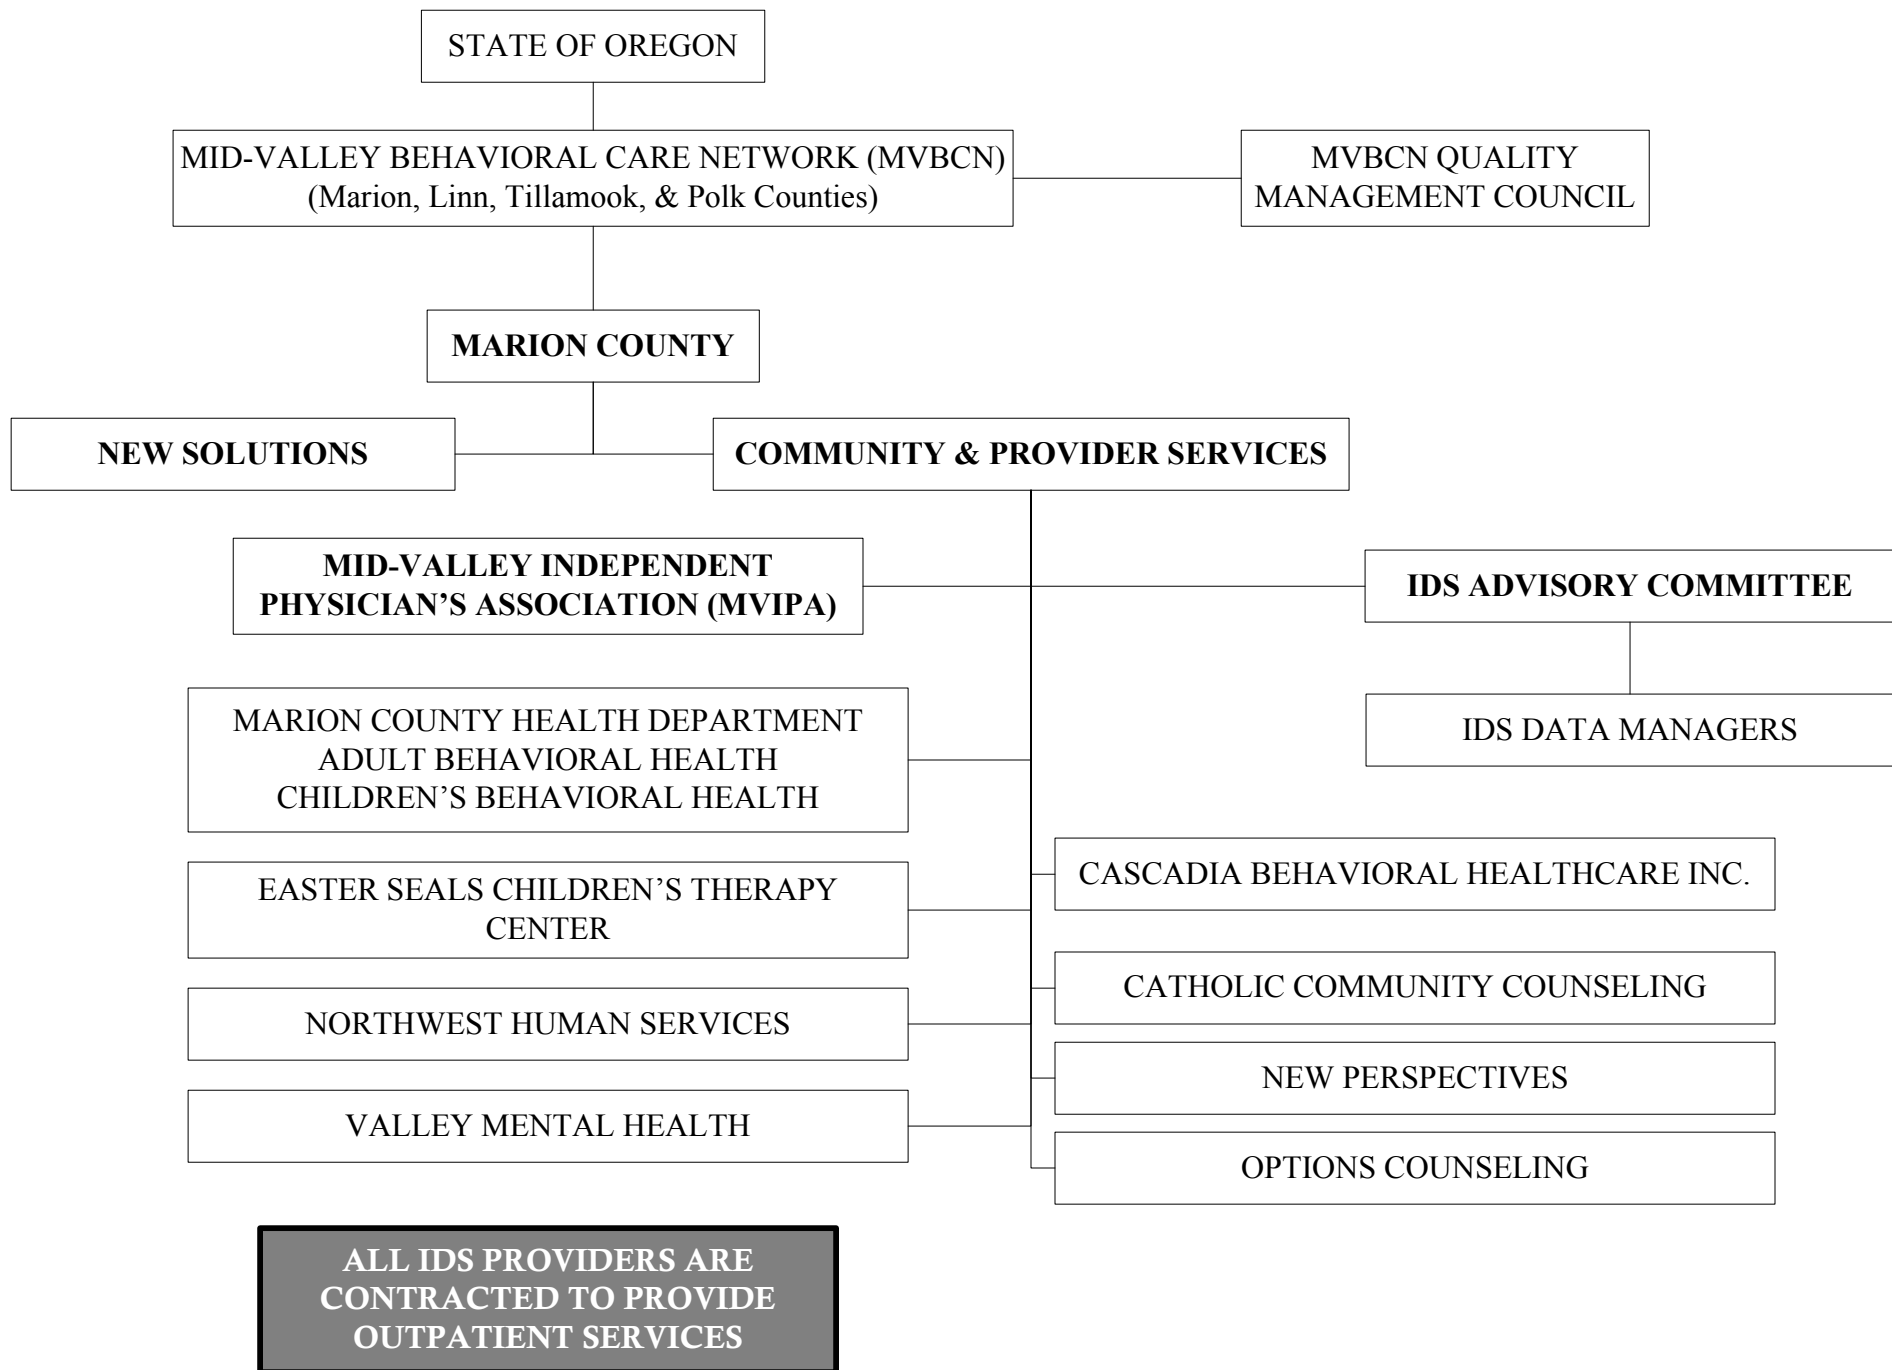 STATE OF OREGON
MID-VALLEY BEHAVIORAL CARE NETWORK (MVBCN)
(Marion, Linn, Tillamook, & Polk Counties)
MVBCN QUALITY
MANAGEMENT COUNCIL
MARION COUNTY
NEW SOLUTIONS
COMMUNITY & PROVIDER SERVICES
MID-VALLEY INDEPENDENT
PHYSICIAN’S ASSOCIATION (MVIPA)
IDS ADVISORY COMMITTEE
IDS DATA MANAGERS
MARION COUNTY HEALTH DEPARTMENT
ADULT BEHAVIORAL HEALTH
CHILDREN’S BEHAVIORAL HEALTH
EASTER SEALS CHILDREN’S THERAPY
CENTER
NORTHWEST HUMAN SERVICES
VALLEY MENTAL HEALTH
CASCADIA BEHAVIORAL HEALTHCARE INC.
CATHOLIC COMMUNITY COUNSELING
NEW PERSPECTIVES
OPTIONS COUNSELING
ALL IDS PROVIDERS ARE
CONTRACTED TO PROVIDE
OUTPATIENT SERVICES